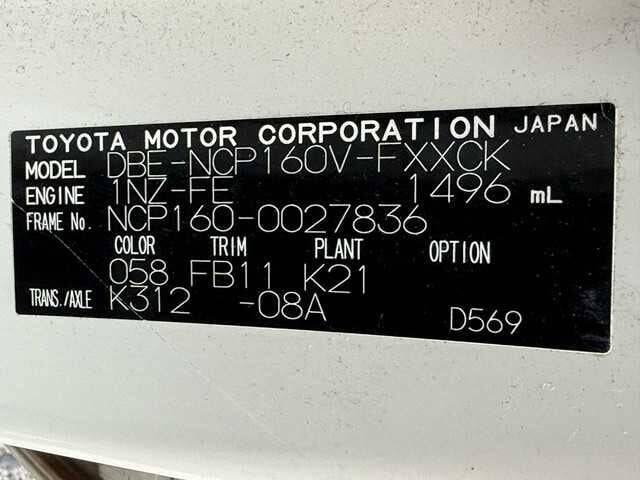 TOYOTA MOTOR CORPORATION JAPAN
MODEL DBE-NCP160V-FXXCK
ENGINE 1NZ-FE 1496 mL
FRAME No. NCP160-0027836
COLOR TRIM PLANT OPTION
058 FB11 K21
TRANS./AXLE K312 -08A
D569